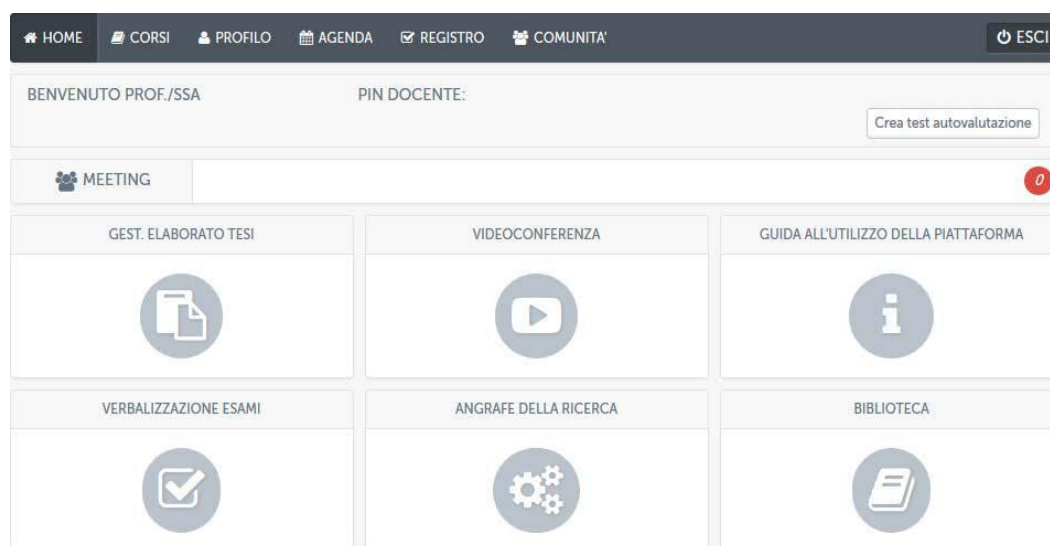 HOME CORSI PROFILO AGENDA REGISTRO COMUNITA' ESCI
BENVENUTO PROF./SSA PIN DOCENTE:
Crea test autovalutazione
MEETING 0
GEST. ELABORATO TESI VIDEOCONFERENZA GUIDA ALL'UTILIZZO DELLA PIATTAFORMA
VERBALIZZAZIONE ESAMI ANGRAFE DELLA RICERCA BIBLIOTECA